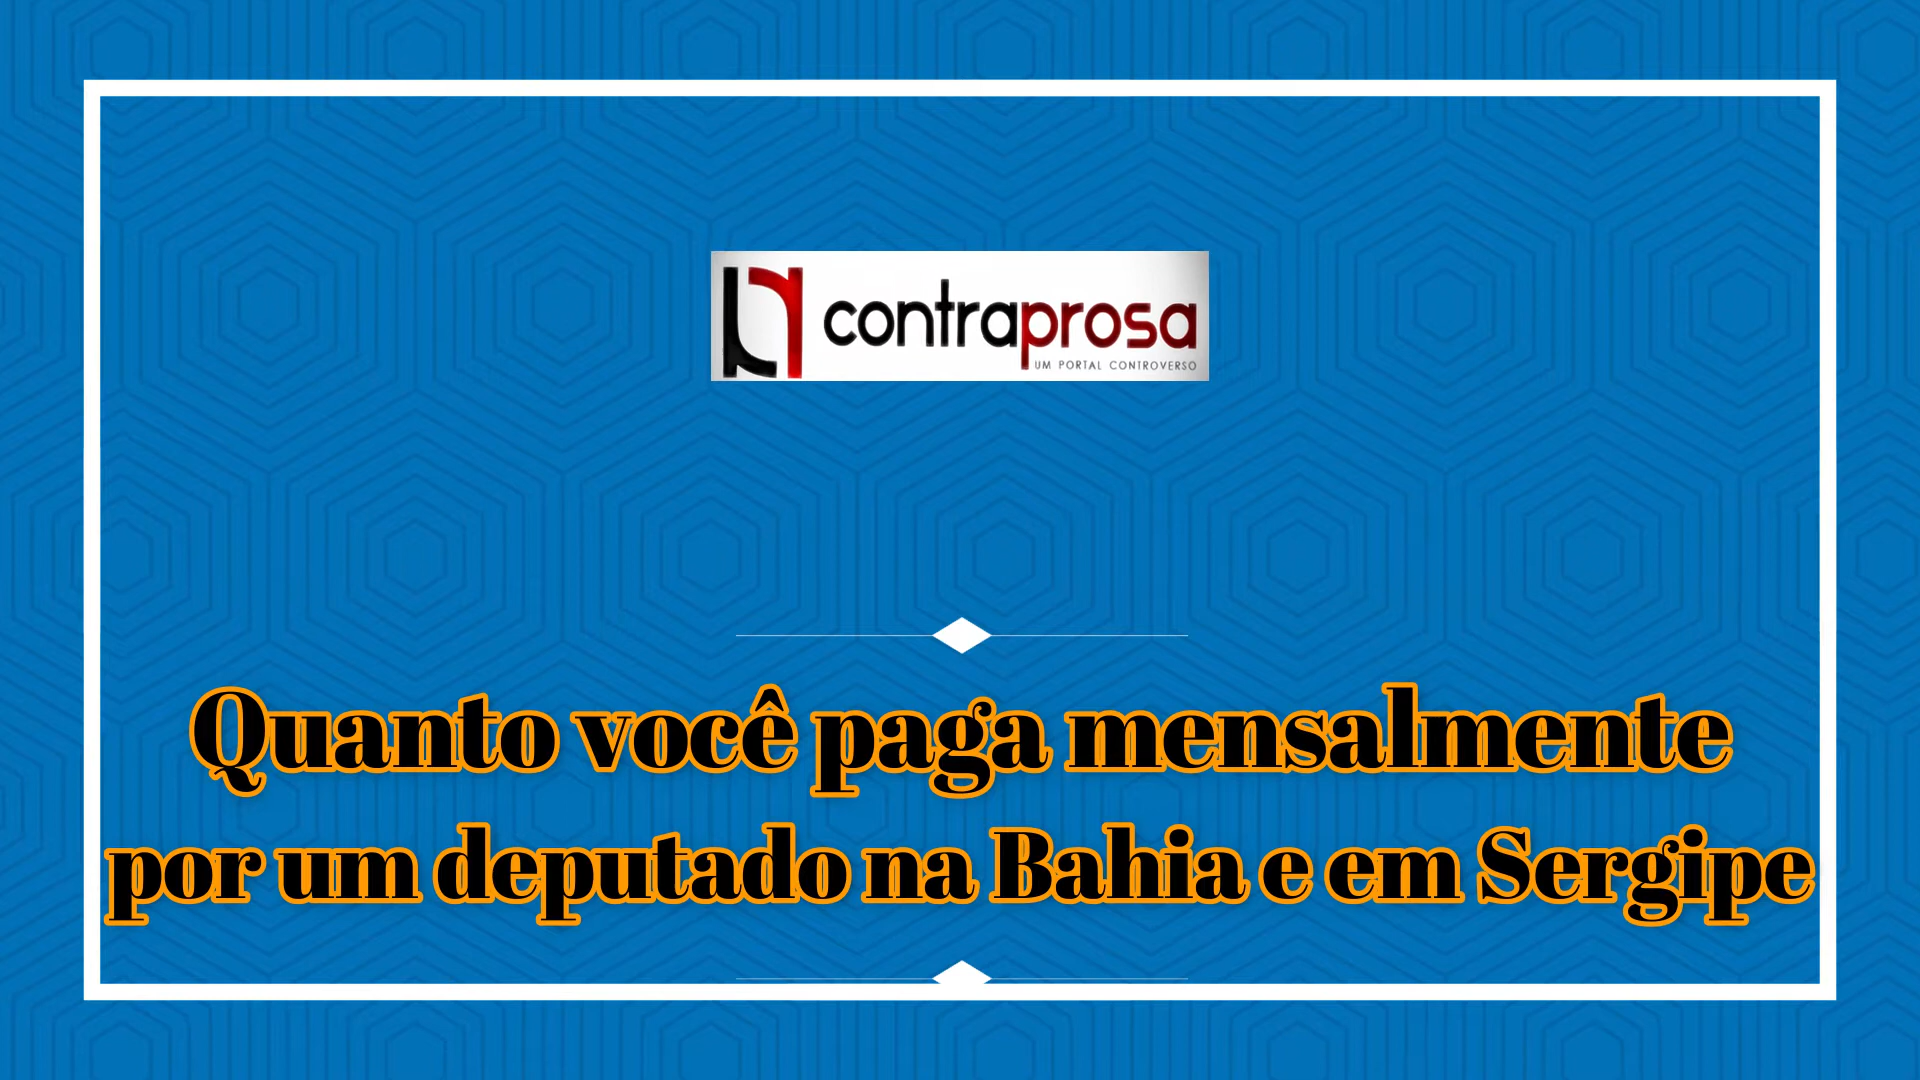 contraprosa
UM PORTAL CONTROVERSO
Quanto você paga mensalmente
por um deputado na Bahia e em Sergipe